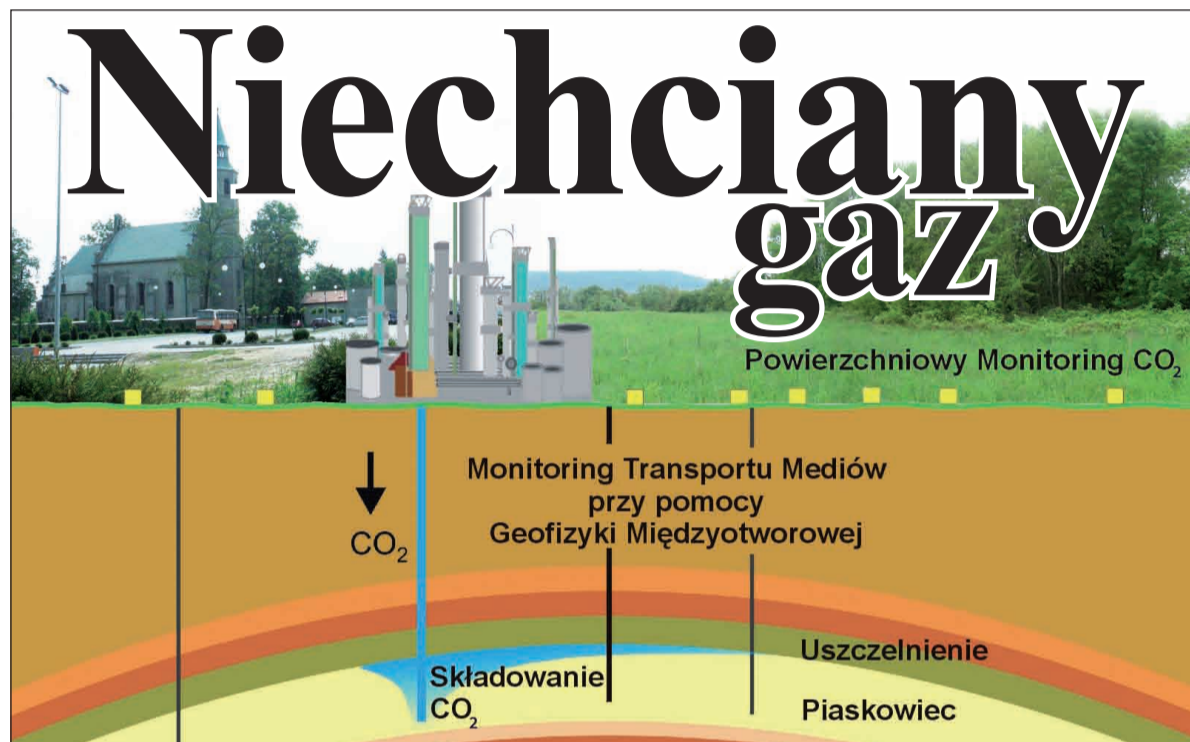 Niechciany
gaz
Powierzchniowy Monitoring CO₂
Monitoring Transportu Mediów
przy pomocy
Geofizyki Międzyotworowej
CO₂
Uszczelnienie
Składowanie
CO₂
Piaskowiec